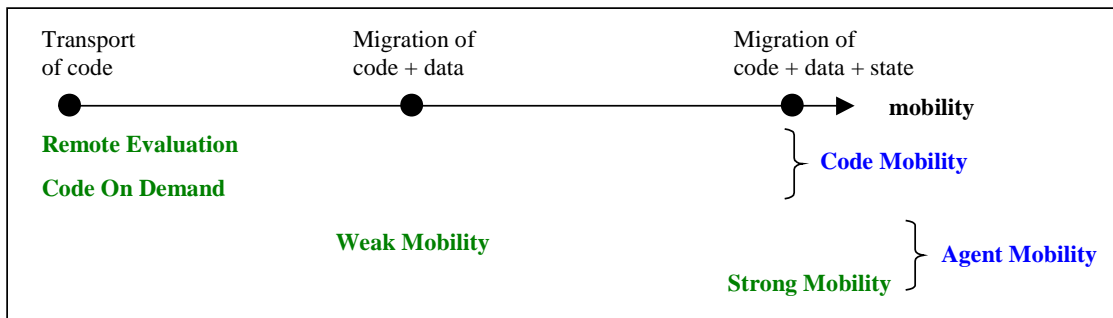 Transport
of code
Migration of
code + data
Migration of
code + data + state
mobility
Remote Evaluation
Code On Demand
Code Mobility
Weak Mobility
Agent Mobility
Strong Mobility